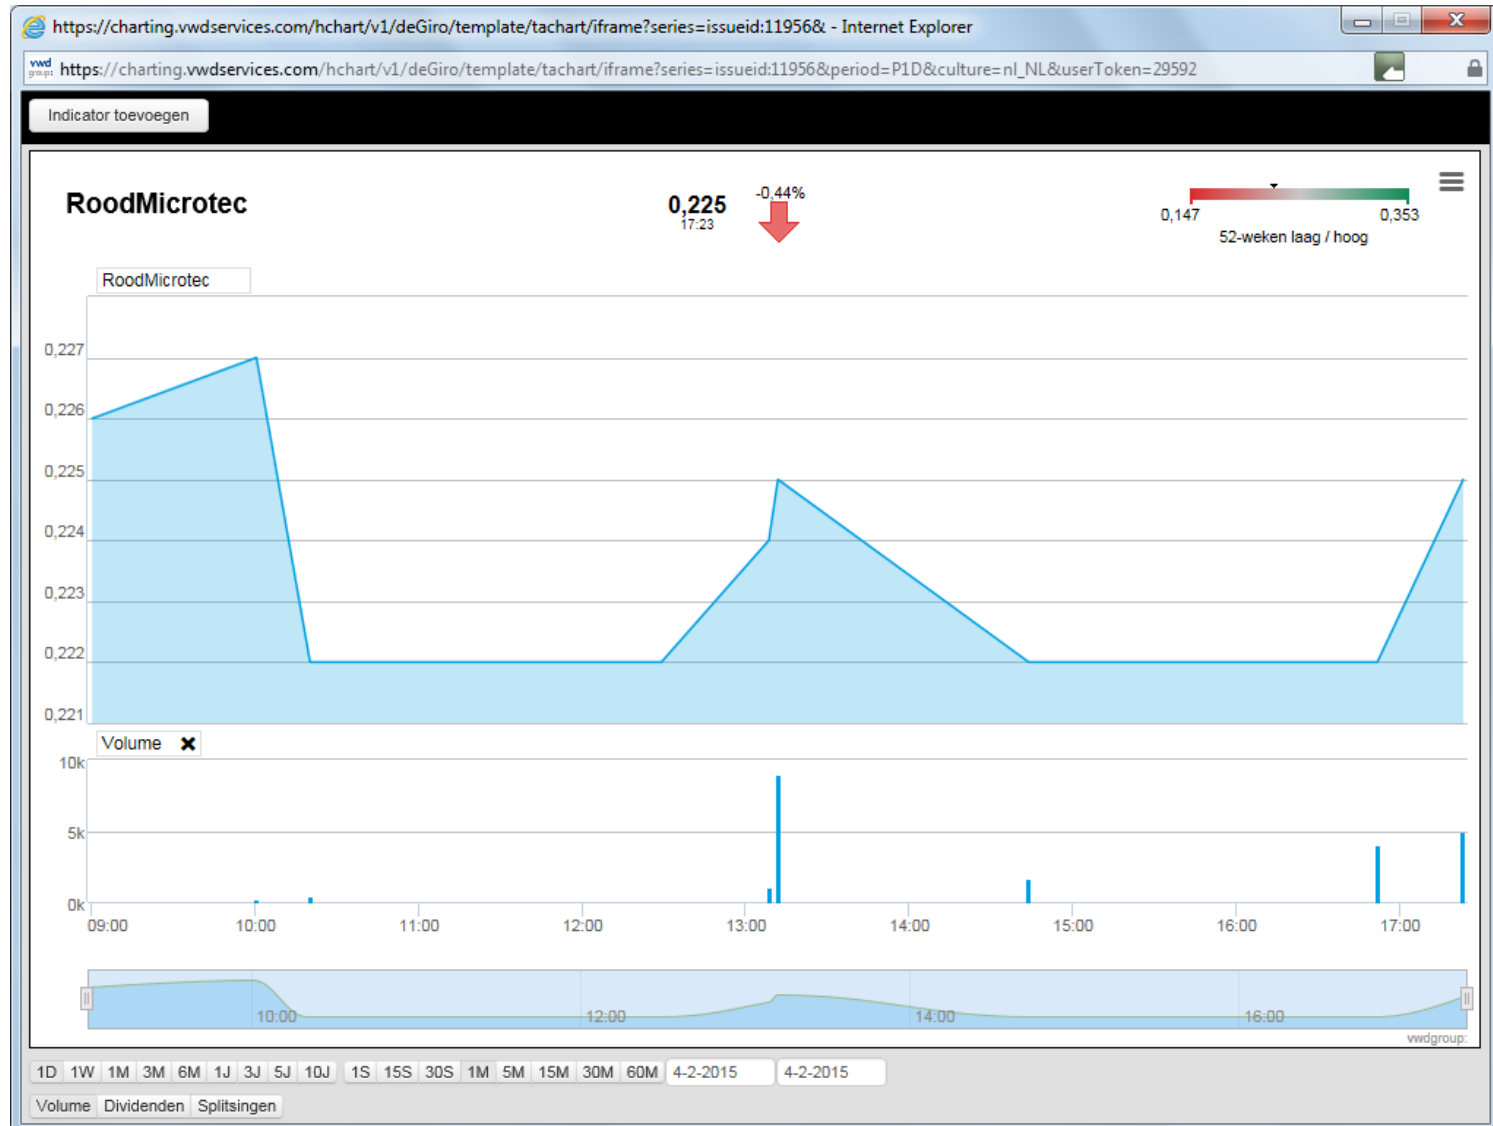 https://charting.vwdservices.com/hchart/v1/deGiro/template/tachart/iframe?series=issueid:11956& - Internet Explorer
vwd group: https://charting.vwdservices.com/hchart/v1/deGiro/template/tachart/iframe?series=issueid:11956&period=P1D&culture=nl_NL&userToken=29592
Indicator toevoegen
RoodMicrotec
0,225
17:23
-0,44%
0,147 0,353
52-weken laag / hoog
RoodMicrotec
0,227
0,226
0,225
0,224
0,223
0,222
0,221
Volume
10k
5k
0k
09:00 10:00 11:00 12:00 13:00 14:00 15:00 16:00 17:00
10:00 12:00 14:00 16:00
vwdgroup:
1D 1W 1M 3M 6M 1J 3J 5J 10J 1S 15S 30S 1M 5M 15M 30M 60M 4-2-2015 4-2-2015
Volume Dividenden Splitsingen